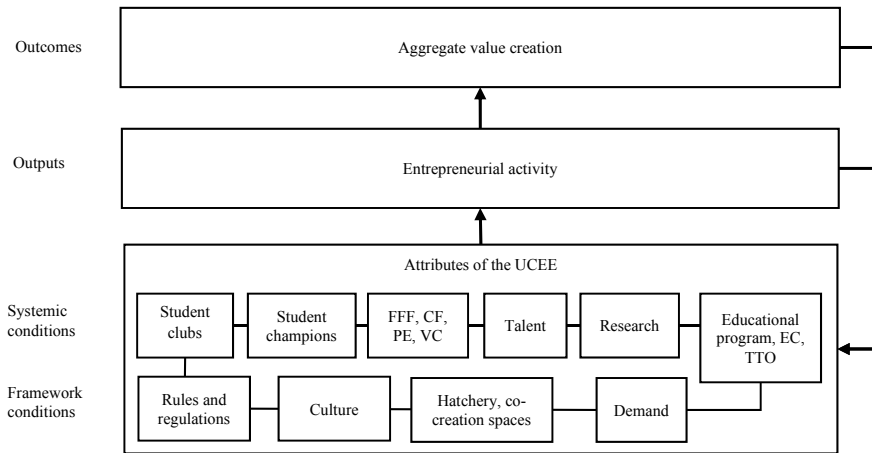 Outcomes
Aggregate value creation
Outputs
Entrepreneurial activity
Attributes of the UCEE
Systemic
conditions
Student
clubs
Student
champions
FFF, CF,
PE, VC
Talent
Research
Educational
program, EC,
TTO
Framework
conditions
Rules and
regulations
Culture
Hatchery, co-
creation spaces
Demand